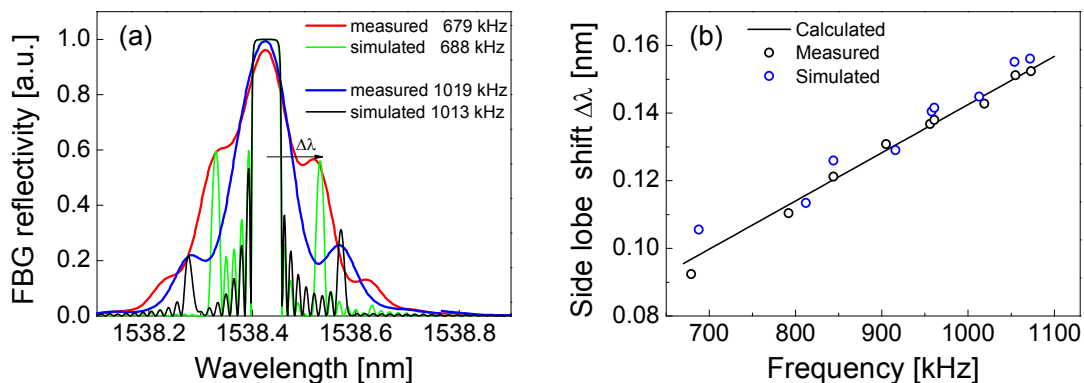 (a)
measured 679 kHz
simulated 688 kHz
measured 1019 kHz
simulated 1013 kHz
Δλ
FBG reflectivity [a.u.]
1.0
0.8
0.6
0.4
0.2
0.0
1538.2 1538.4 1538.6 1538.8
Wavelength [nm]
(b)
Calculated
Measured
Simulated
Side lobe shift Δλ [nm]
0.16
0.14
0.12
0.10
0.08
700 800 900 1000 1100
Frequency [kHz]